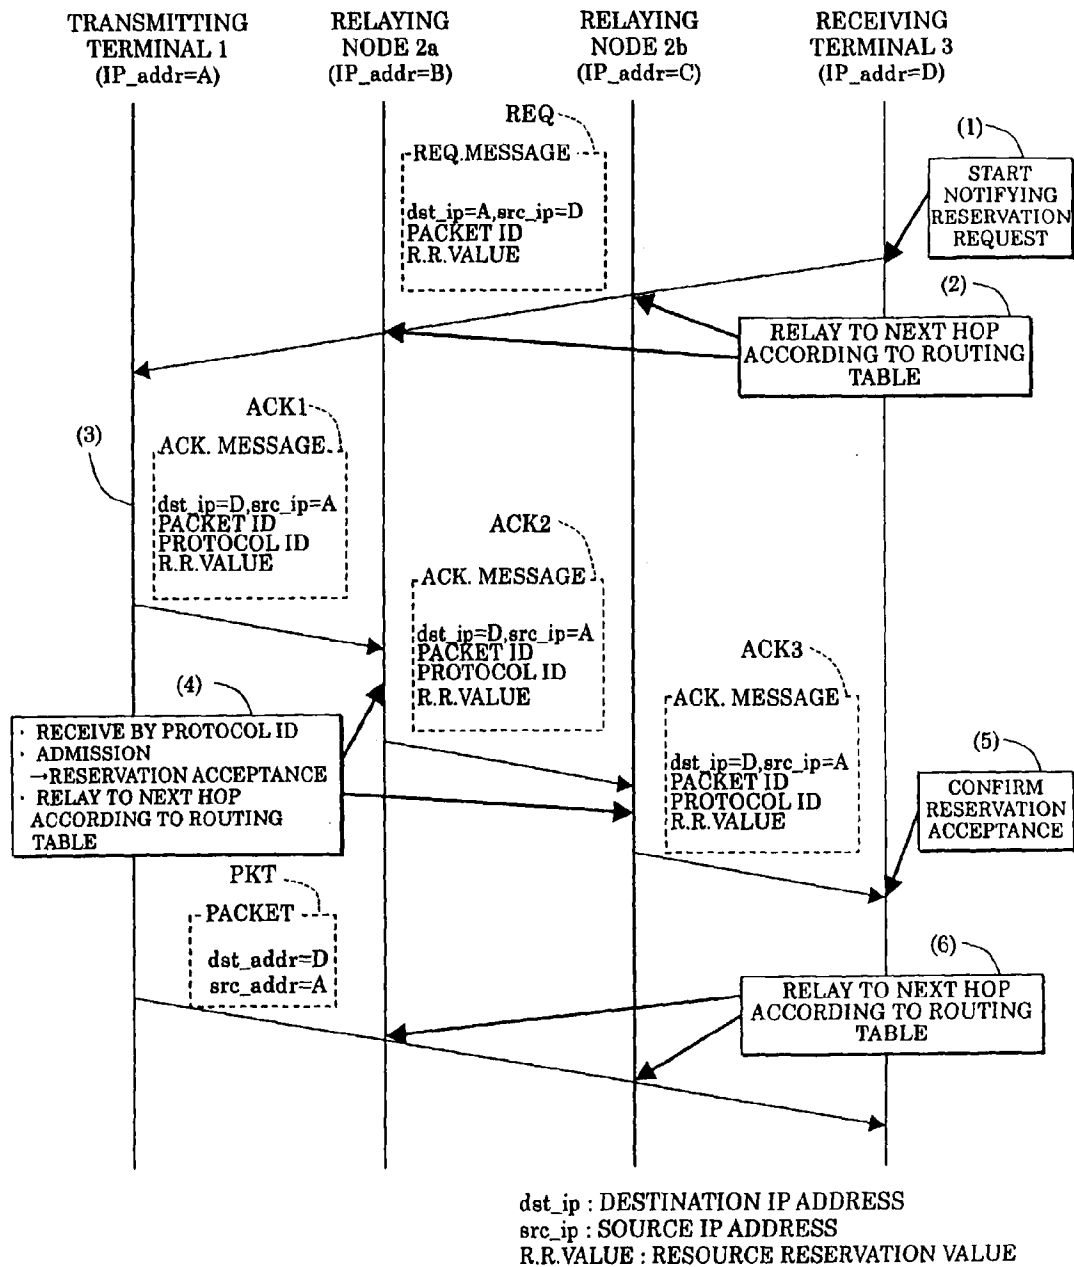 TRANSMITTING
TERMINAL 1
(IP_addr=A)
RELAYING
NODE 2a
(IP_addr=B)
RELAYING
NODE 2b
(IP_addr=C)
RECEIVING
TERMINAL 3
(IP_addr=D)
REQ
REQ.MESSAGE
dst_ip=A,src_ip=D
PACKET ID
R.R.VALUE
(1)
START
NOTIFYING
RESERVATION
REQUEST
(2)
RELAY TO NEXT HOP
ACCORDING TO ROUTING
TABLE
(3)
ACK1
ACK. MESSAGE
dst_ip=D,src_ip=A
PACKET ID
PROTOCOL ID
R.R.VALUE
ACK2
ACK. MESSAGE
dst_ip=D,src_ip=A
PACKET ID
PROTOCOL ID
R.R.VALUE
ACK3
ACK. MESSAGE
dst_ip=D,src_ip=A
PACKET ID
PROTOCOL ID
R.R.VALUE
(4)
· RECEIVE BY PROTOCOL ID
· ADMISSION
→RESERVATION ACCEPTANCE
· RELAY TO NEXT HOP
ACCORDING TO ROUTING
TABLE
(5)
CONFIRM
RESERVATION
ACCEPTANCE
PKT
PACKET
dst_addr=D
src_addr=A
(6)
RELAY TO NEXT HOP
ACCORDING TO ROUTING
TABLE
dst_ip : DESTINATION IP ADDRESS
src_ip : SOURCE IP ADDRESS
R.R.VALUE : RESOURCE RESERVATION VALUE